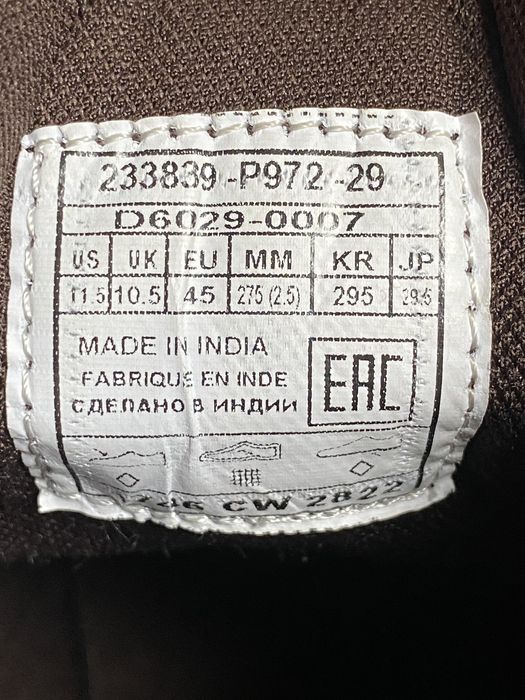 233839-P972-29
D6029-0007
US UK EU MM KR JP
11.5 10.5 45 275 (2.5) 295 29.5
MADE IN INDIA
FABRIQUE EN INDE
СДЕЛАНО В ИНДИИ
EAC
CW 2822